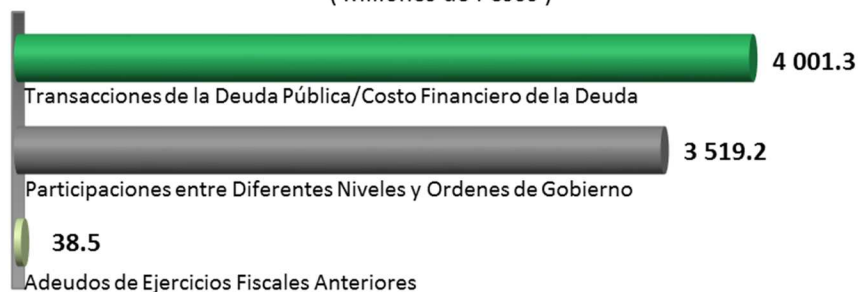 4 001.3
Transacciones de la Deuda Pública/Costo Financiero de la Deuda
3 519.2
Participaciones entre Diferentes Niveles y Ordenes de Gobierno
38.5
Adeudos de Ejercicios Fiscales Anteriores